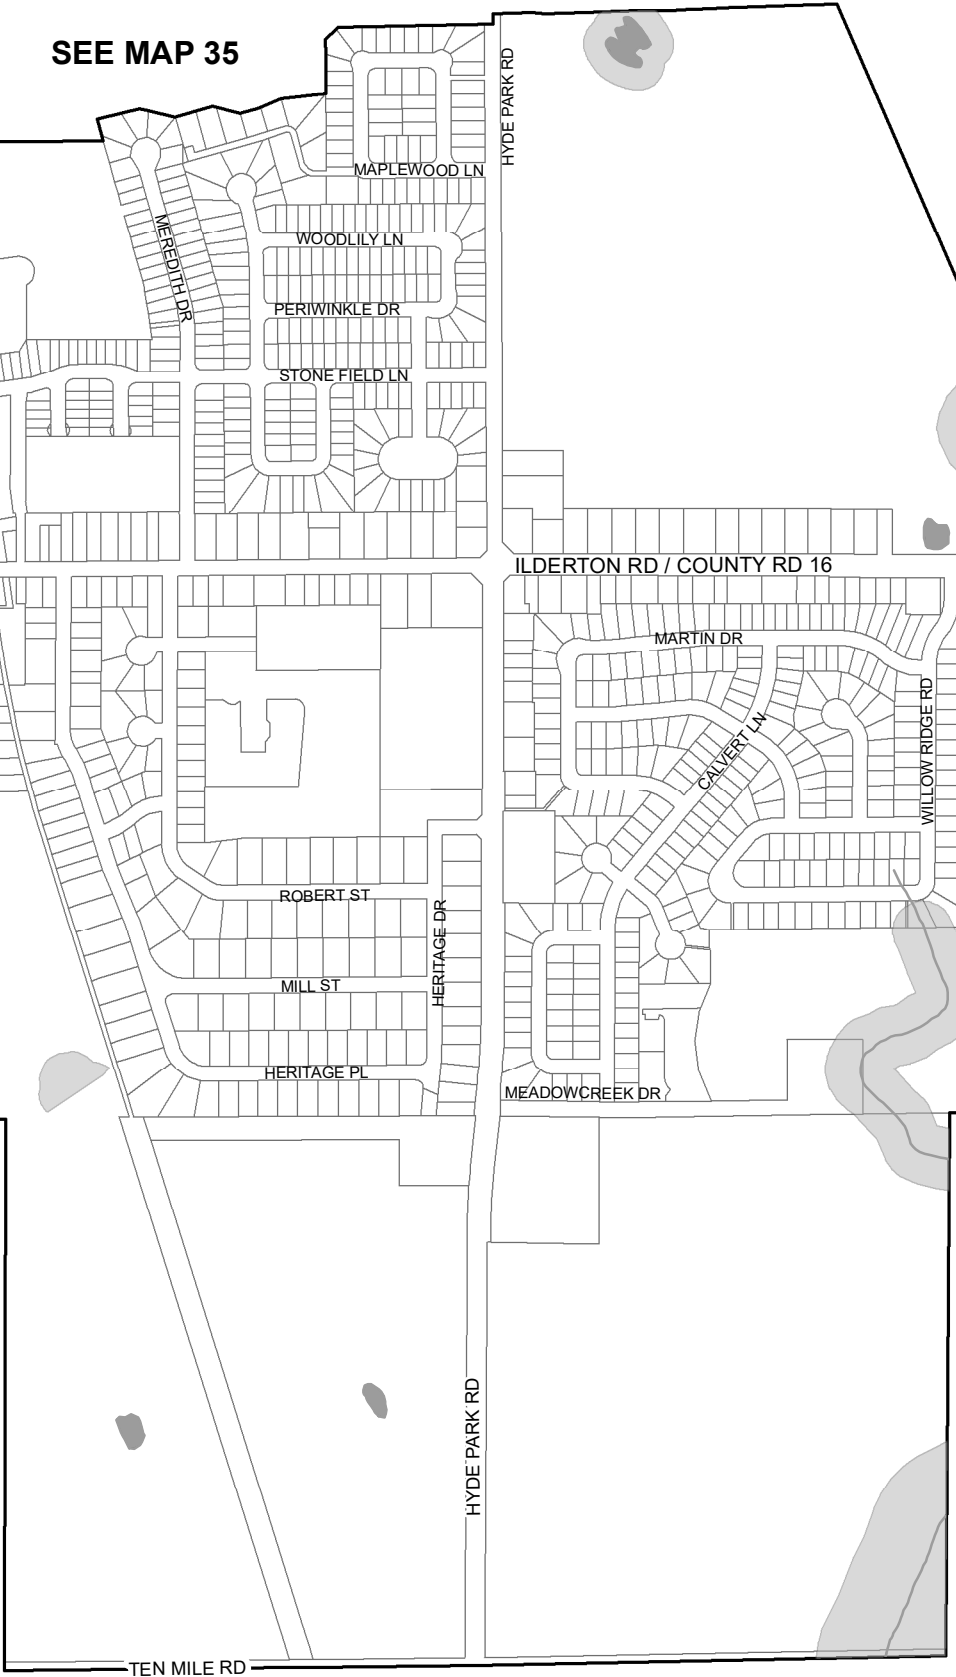 SEE MAP 35
HYDE PARK RD
MAPLEWOOD LN
MEREDITH DR
WOODLILY LN
PERIWINKLE DR
STONE FIELD LN
ILDERTON RD / COUNTY RD 16
MARTIN DR
WILLOW RIDGE RD
CALVERT LN
ROBERT ST
HERITAGE DR
MILL ST
HERITAGE PL
MEADOWCREEK DR
HYDE PARK RD
TEN MILE RD